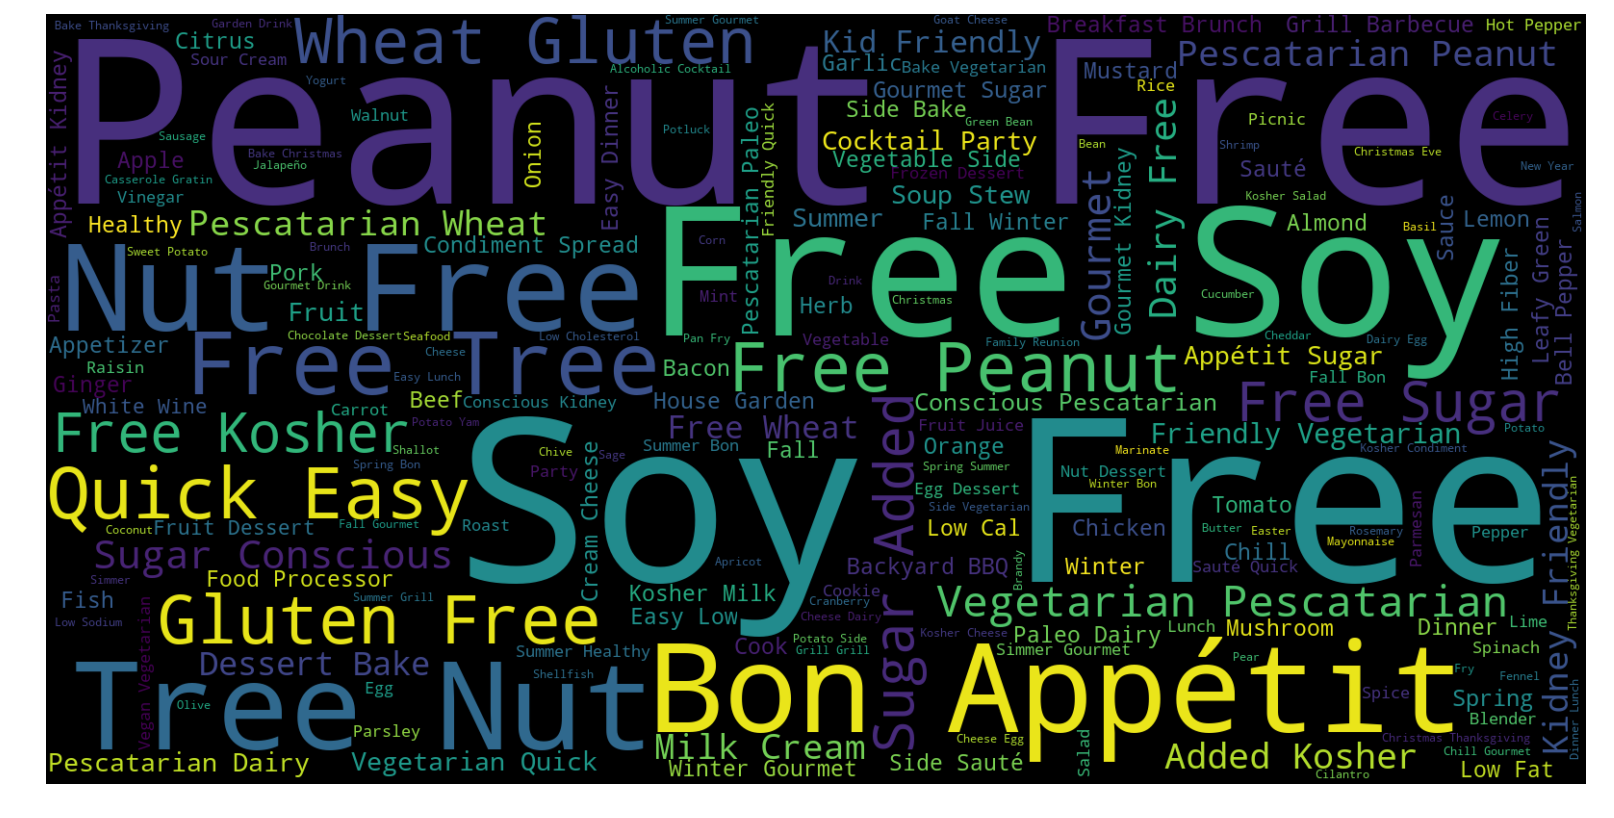 Bake Thanksgiving
Garden Drink
Summer Gourmet
Goat Cheese
Breakfast Brunch
Grill Barbecue
Hot Pepper
Citrus
Sour Cream
Wheat Gluten
Kid Friendly
Pescatarian Peanut
Appétit Kidney
Peanut Free
Yogurt
Alcoholic Cocktail
Garlic
Bake Vegetarian
Mustard
Rice
Gourmet Sugar
Walnut
Side Bake
Green Bean
Picnic
Celery
Sausage
Onion
Easy Dinner
Potluck
Friendly Quick
Cocktail Party
Bean
Shrimp
Christmas Eve
New Year
Apple
Bake Christmas
Jalapeño
Vegetable Side
Frozen Dessert
Sauté
Casserole Gratin
Vinegar
Soup Stew
Kosher Salad
Healthy
Pescatarian Wheat
Pescatarian Paleo
Summer
Fall Winter
Gourmet
Gourmet Kidney
Dairy Free
Almond
Basil
Sauce
Lemon
Salmon
Sweet Potato
Brunch
Condiment Spread
Corn
Nut Free
Free Soy
Pork
Gourmet Drink
Mint
Drink
Christmas
Cucumber
High Fiber
Leafy Green
Bell Pepper
Pasta
Fruit
Herb
Chocolate Dessert
Seafood
Low Cholesterol
Pan Fry
Vegetable
Family Reunion
Cheddar
Dairy Egg
Appetizer
Cheese
Free Tree
Free Peanut
Appétit Sugar
Raisin
Ginger
Easy Lunch
Bacon
Fall Bon
White Wine
Carrot
Beef
Conscious Kidney
House Garden
Conscious Pescatarian
Free Sugar
Potato Yam
Free Kosher
Free Wheat
Fruit Juice
Potato
Shallot
Chive
Sage
Summer Bon
Fall
Orange
Marinate
Friendly Vegetarian
Kosher Condiment
Spring Bon
Party
Spring Summer
Nut Dessert
Winter Bon
Quick Easy
Soy Free
Cream Cheese
Egg Dessert
Side Vegetarian
Tomato
Coconut
Fruit Dessert
Fall Gourmet
Roast
Low Cal
Chicken
Butter
Easter
Rosemary
Pepper
Mayonnaise
Parmesan
Kidney Friendly
Thanksgiving Vegetarian
Sugar Conscious
Apricot
Backyard BBQ
Sugar Added
Brandy
Winter
Chill
Sauté Quick
Simmer
Food Processor
Fish
Summer Grill
Kosher Milk
Cookie
Cranberry
Low Sodium
Gluten Free
Easy Low
Cheese Dairy
Vegetarian Pescatarian
Kosher Cheese
Paleo Dairy
Lunch
Mushroom
Dinner
Lime
Vegan Vegetarian
Dessert Bake
Summer Healthy
Cook
Potato Side
Grill Grill
Simmer Gourmet
Pear
Spinach
Tree Nut
Egg
Shellfish
Bon Appétit
Spice
Fry
Fennel
Spring
Olive
Parsley
Blender
Milk Cream
Cheese Egg
Salad
Christmas Thanksgiving
Chill Gourmet
Dinner Lunch
Pescatarian Dairy
Vegetarian Quick
Winter Gourmet
Side Sauté
Added Kosher
Cilantro
Low Fat